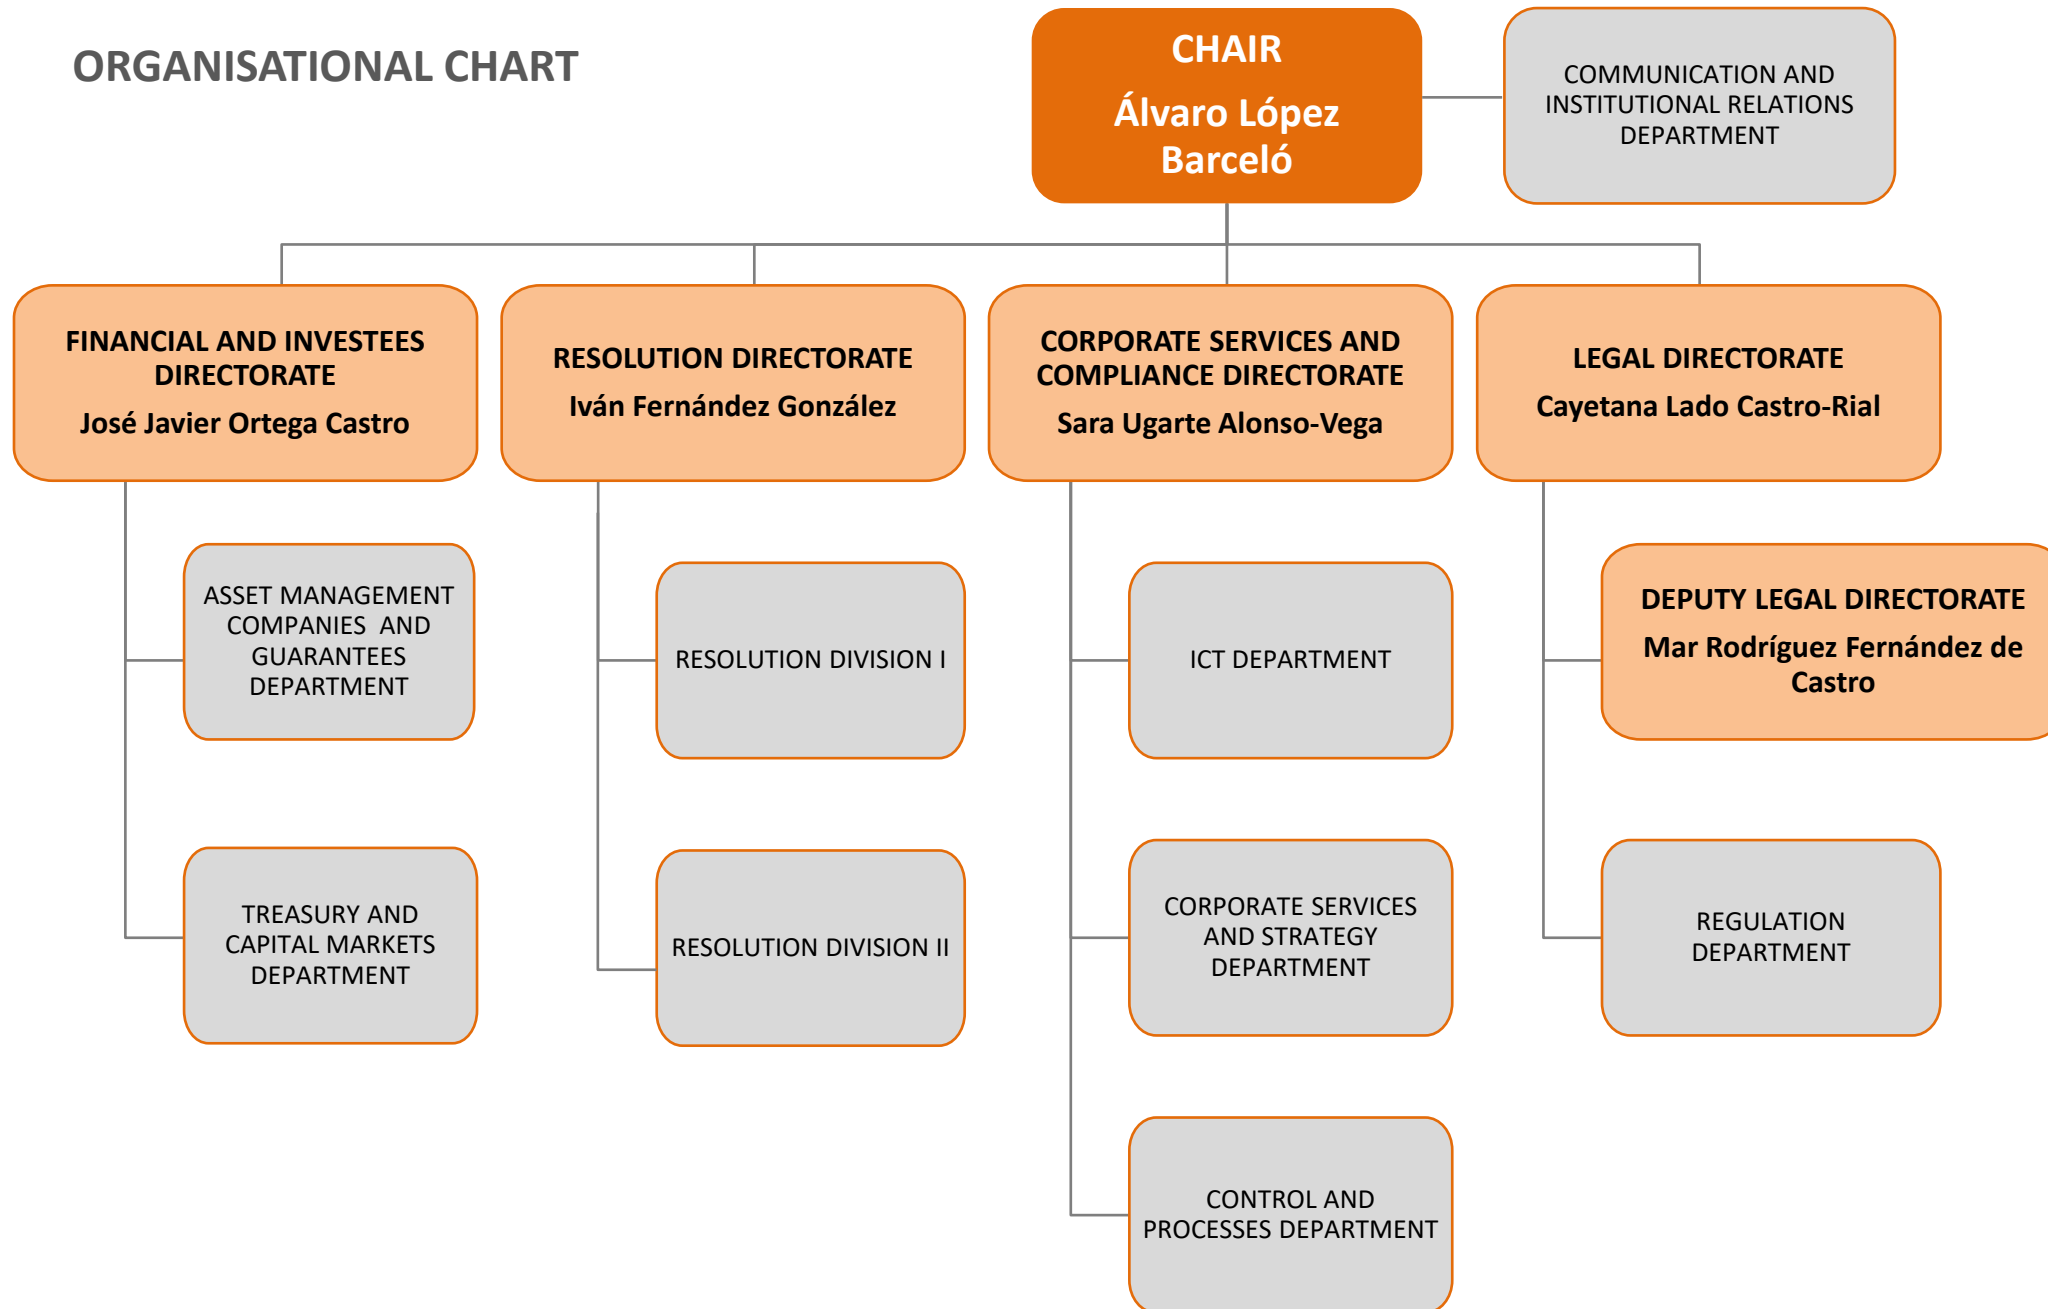 ORGANISATIONAL CHART
CHAIR
Álvaro López
Barceló
COMMUNICATION AND
INSTITUTIONAL RELATIONS
DEPARTMENT
FINANCIAL AND INVESTEES
DIRECTORATE
José Javier Ortega Castro
RESOLUTION DIRECTORATE
Iván Fernández González
CORPORATE SERVICES AND
COMPLIANCE DIRECTORATE
Sara Ugarte Alonso-Vega
LEGAL DIRECTORATE
Cayetana Lado Castro-Rial
ASSET MANAGEMENT
COMPANIES AND
GUARANTEES
DEPARTMENT
RESOLUTION DIVISION I
ICT DEPARTMENT
DEPUTY LEGAL DIRECTORATE
Mar Rodríguez Fernández de
Castro
TREASURY AND
CAPITAL MARKETS
DEPARTMENT
RESOLUTION DIVISION II
CORPORATE SERVICES
AND STRATEGY
DEPARTMENT
REGULATION
DEPARTMENT
CONTROL AND
PROCESSES DEPARTMENT